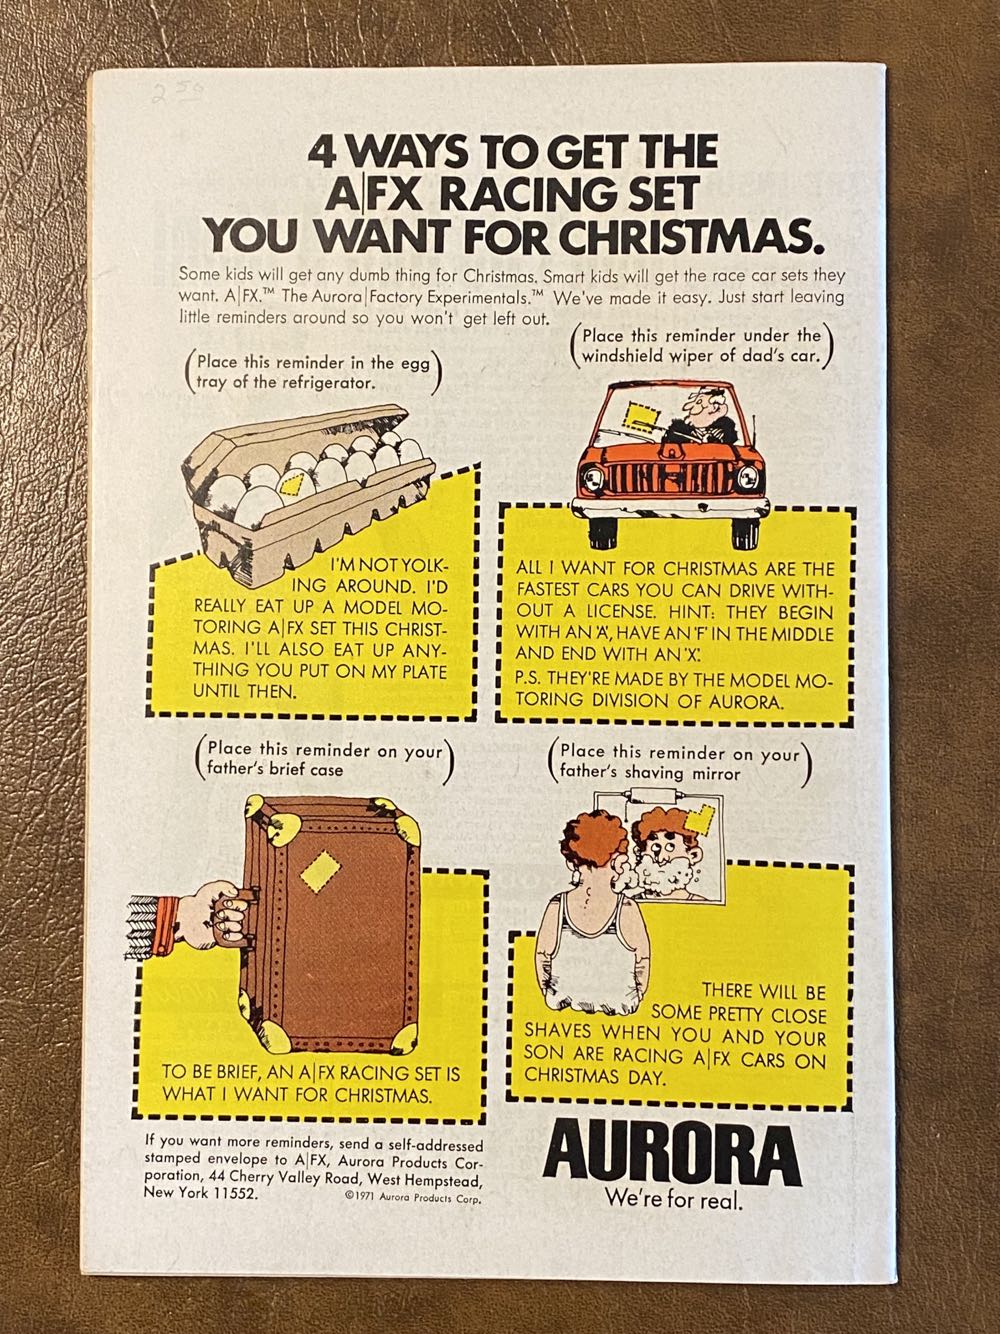 2 50
4 WAYS TO GET THE
A|FX RACING SET
YOU WANT FOR CHRISTMAS.
Some kids will get any dumb thing for Christmas. Smart kids will get the race car sets they
want. A|FX.™ The Aurora|Factory Experimentals.™ We've made it easy. Just start leaving
little reminders around so you won't get left out.
(Place this reminder in the egg
tray of the refrigerator.)
I'M NOT YOLK-
ING AROUND. I'D
REALLY EAT UP A MODEL MO-
TORING A|FX SET THIS CHRIST-
MAS. I'LL ALSO EAT UP ANY-
THING YOU PUT ON MY PLATE
UNTIL THEN.
(Place this reminder under the
windshield wiper of dad's car.)
ALL I WANT FOR CHRISTMAS ARE THE
FASTEST CARS YOU CAN DRIVE WITH-
OUT A LICENSE. HINT: THEY BEGIN
WITH AN 'A', HAVE AN 'F' IN THE MIDDLE
AND END WITH AN 'X'.
P.S. THEY'RE MADE BY THE MODEL MO-
TORING DIVISION OF AURORA.
(Place this reminder on your
father's brief case)
TO BE BRIEF, AN A|FX RACING SET IS
WHAT I WANT FOR CHRISTMAS.
(Place this reminder on your
father's shaving mirror)
THERE WILL BE
SOME PRETTY CLOSE
SHAVES WHEN YOU AND YOUR
SON ARE RACING A|FX CARS ON
CHRISTMAS DAY.
If you want more reminders, send a self-addressed
stamped envelope to A|FX, Aurora Products Cor-
poration, 44 Cherry Valley Road, West Hempstead,
New York 11552.
©1971 Aurora Products Corp.
AURORA
We're for real.